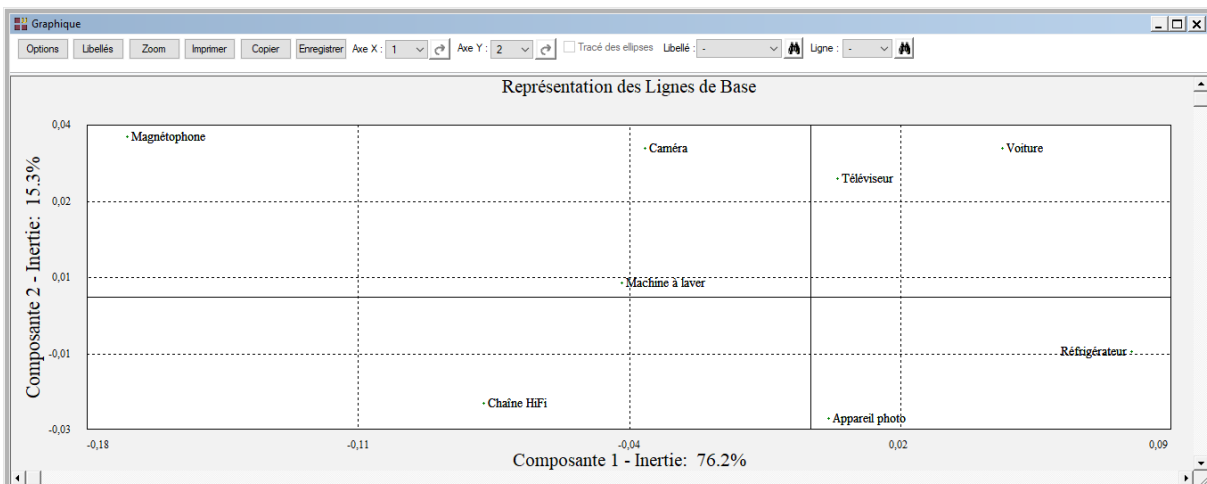 Graphique
Options Libellés Zoom Imprimer Copier Enregistrer Axe X : 1 Axe Y : 2 Tracé des ellipses Libellé : - Ligne : -
Représentation des Lignes de Base
Composante 2 - Inertie: 15.3%
0,04
Magnétophone
Caméra
Voiture
Téléviseur
0,02
0,01
Machine à laver
-0,01
Réfrigérateur
Chaîne HiFi
Appareil photo
-0,03
-0,18 -0,11 -0,04 0,02 0,09
Composante 1 - Inertie: 76.2%